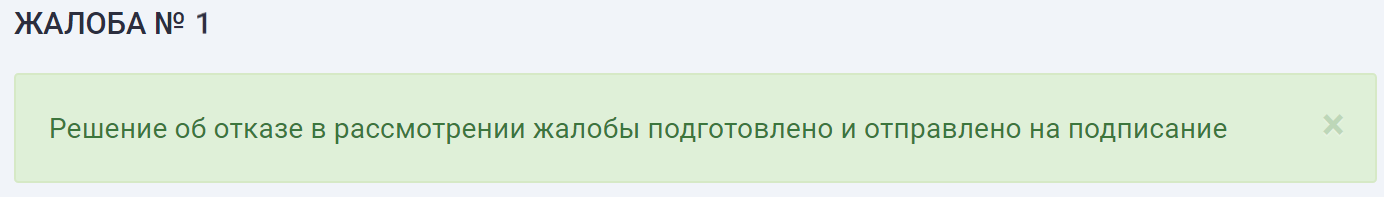 ЖАЛОБА № 1
Решение об отказе в рассмотрении жалобы подготовлено и отправлено на подписание